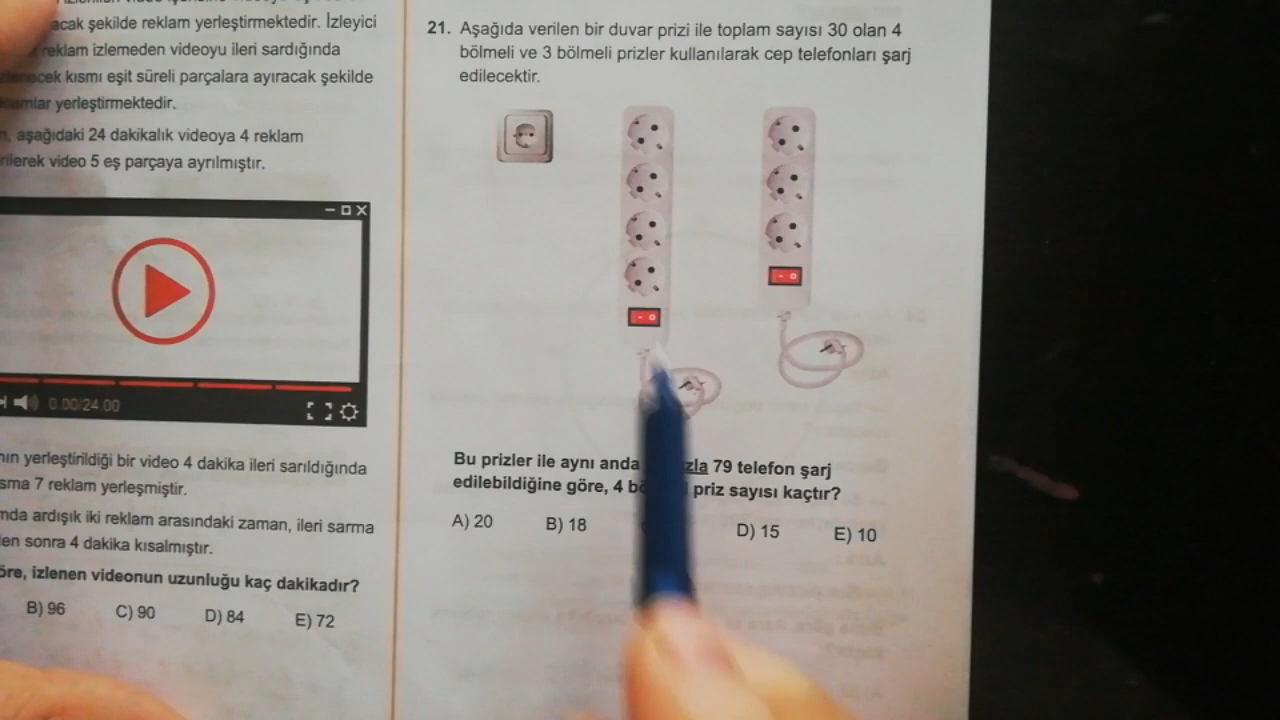 acak şekilde reklam yerleştirmektedir. İzleyici
reklam izlemeden videoyu ileri sardığında
kısmı eşit süreli parçalara ayıracak şekilde
yerleştirmektedir.
aşağıdaki 24 dakikalık videoya 4 reklam
video 5 eş parçaya ayrılmıştır.
0.00/24:00
yerleştirildiği bir video 4 dakika ileri sarıldığında
7 reklam yerleşmiştir.
ardışık iki reklam arasındaki zaman, ileri sarma
sonra 4 dakika kısalmıştır.
izlenen videonun uzunluğu kaç dakikadır?
B) 96 C) 90 D) 84 E) 72
21. Aşağıda verilen bir duvar prizi ile toplam sayısı 30 olan 4
bölmeli ve 3 bölmeli prizler kullanılarak cep telefonları şarj
edilecektir.
Bu prizler ile aynı anda zla 79 telefon şarj
edilebildiğine göre, 4 priz sayısı kaçtır?
A) 20 B) 18 D) 15 E) 10